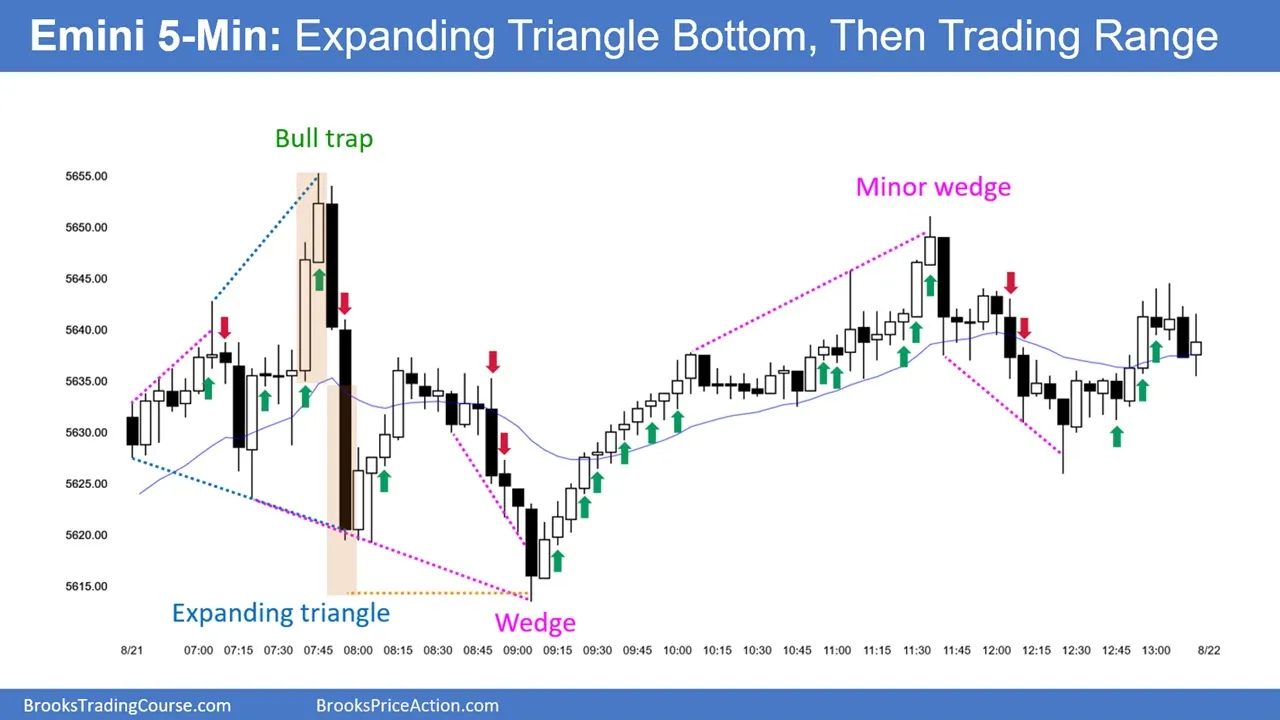 Emini 5-Min: Expanding Triangle Bottom, Then Trading Range
Bull trap
Minor wedge
5655.00
5650.00
5645.00
5640.00
5635.00
5630.00
5625.00
5620.00
5615.00
Expanding triangle
Wedge
8/21 07:00 07:15 07:30 07:45 08:00 08:15 08:30 08:45 09:00 09:15 09:30 09:45 10:00 10:15 10:30 10:45 11:00 11:15 11:30 11:45 12:00 12:15 12:30 12:45 13:00 8/22
BrooksTradingCourse.com BrooksPriceAction.com